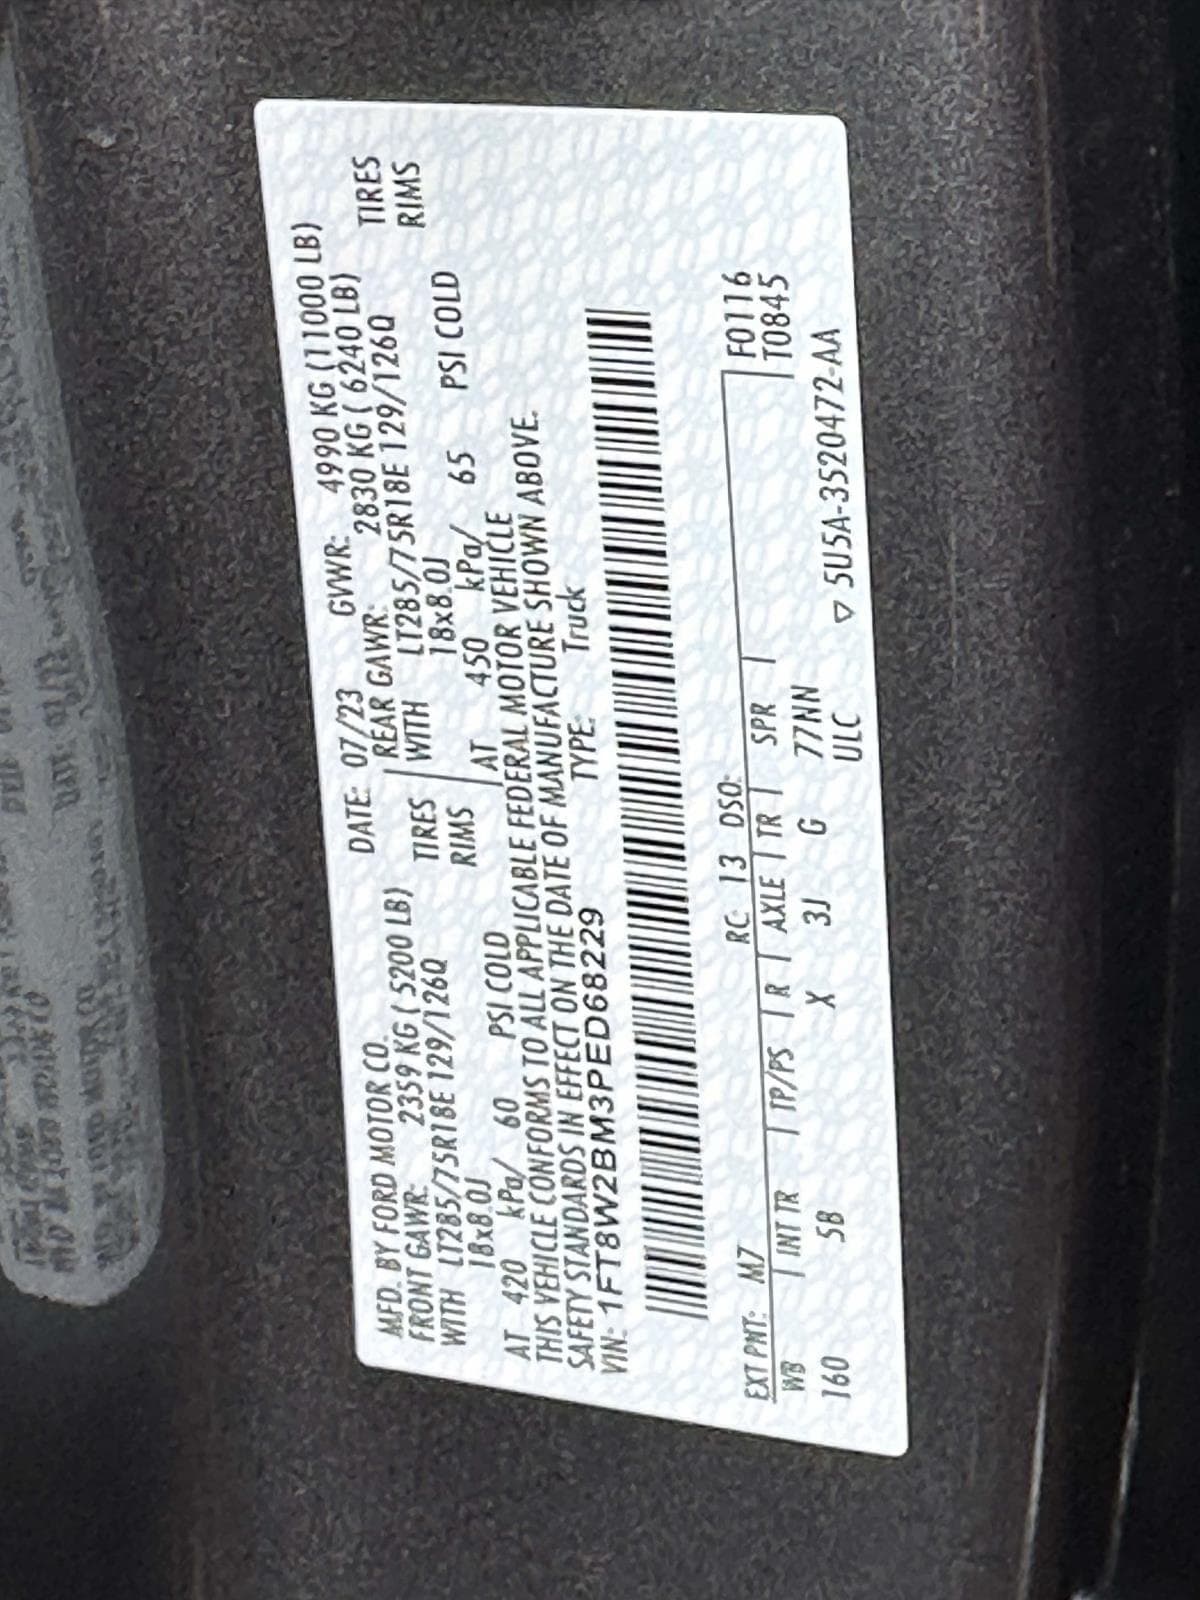 MFD. BY FORD MOTOR CO.
DATE: 07/23 GVWR: 4990 KG (11000 LB)
FRONT GAWR: 2359 KG ( 5200 LB) REAR GAWR: 2830 KG ( 6240 LB)
WITH LT285/75R18E 129/126Q TIRES WITH LT285/75R18E 129/126Q TIRES
18x8.0J RIMS 18x8.0J RIMS
AT 420 kPa/ 60 PSI COLD AT 450 kPa/ 65 PSI COLD
THIS VEHICLE CONFORMS TO ALL APPLICABLE FEDERAL MOTOR VEHICLE
SAFETY STANDARDS IN EFFECT ON THE DATE OF MANUFACTURE SHOWN ABOVE.
VIN: 1FT8W2BM3PED68229 TYPE: Truck
EXT PNT: M7 RC: 13 DSO: F0116
WB INT TR TP/PS R AXLE TR SPR T0845
160 SB X 3J G 77NN
ULC ▽ 5U5A-3520472-AA